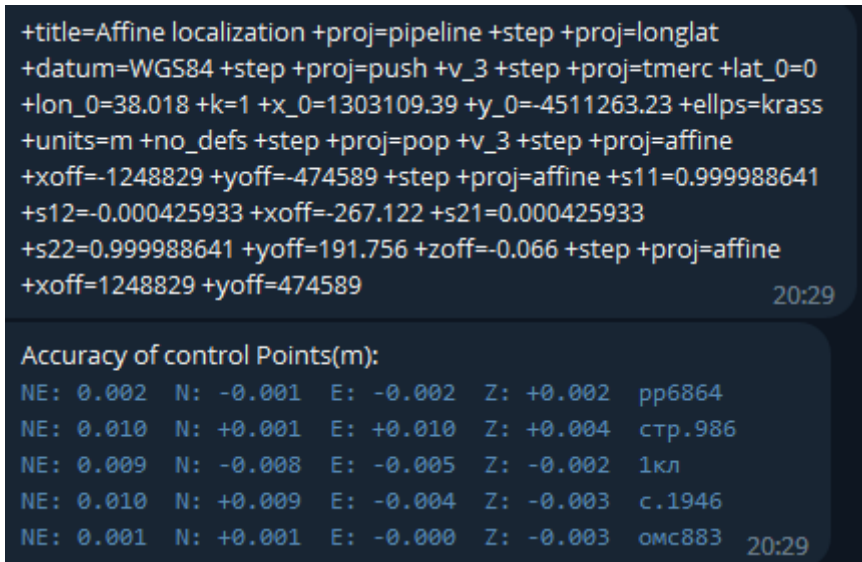 +title=Affine localization +proj=pipeline +step +proj=longlat
+datum=WGS84 +step +proj=push +v_3 +step +proj=tmerc +lat_0=0
+lon_0=38.018 +k=1 +x_0=1303109.39 +y_0=-4511263.23 +ellps=krass
+units=m +no_defs +step +proj=pop +v_3 +step +proj=affine
+xoff=-1248829 +yoff=-474589 +step +proj=affine +s11=0.999988641
+s12=-0.000425933 +xoff=-267.122 +s21=0.000425933
+s22=0.999988641 +yoff=191.756 +zoff=-0.066 +step +proj=affine
+xoff=1248829 +yoff=474589
20:29
Accuracy of control Points(m):
NE: 0.002 N: -0.001 E: -0.002 Z: +0.002 рр6864
NE: 0.010 N: +0.001 E: +0.010 Z: +0.004 стр.986
NE: 0.009 N: -0.008 E: -0.005 Z: -0.002 1кл
NE: 0.010 N: +0.009 E: -0.004 Z: -0.003 с.1946
NE: 0.001 N: +0.001 E: -0.000 Z: -0.003 омс883
20:29